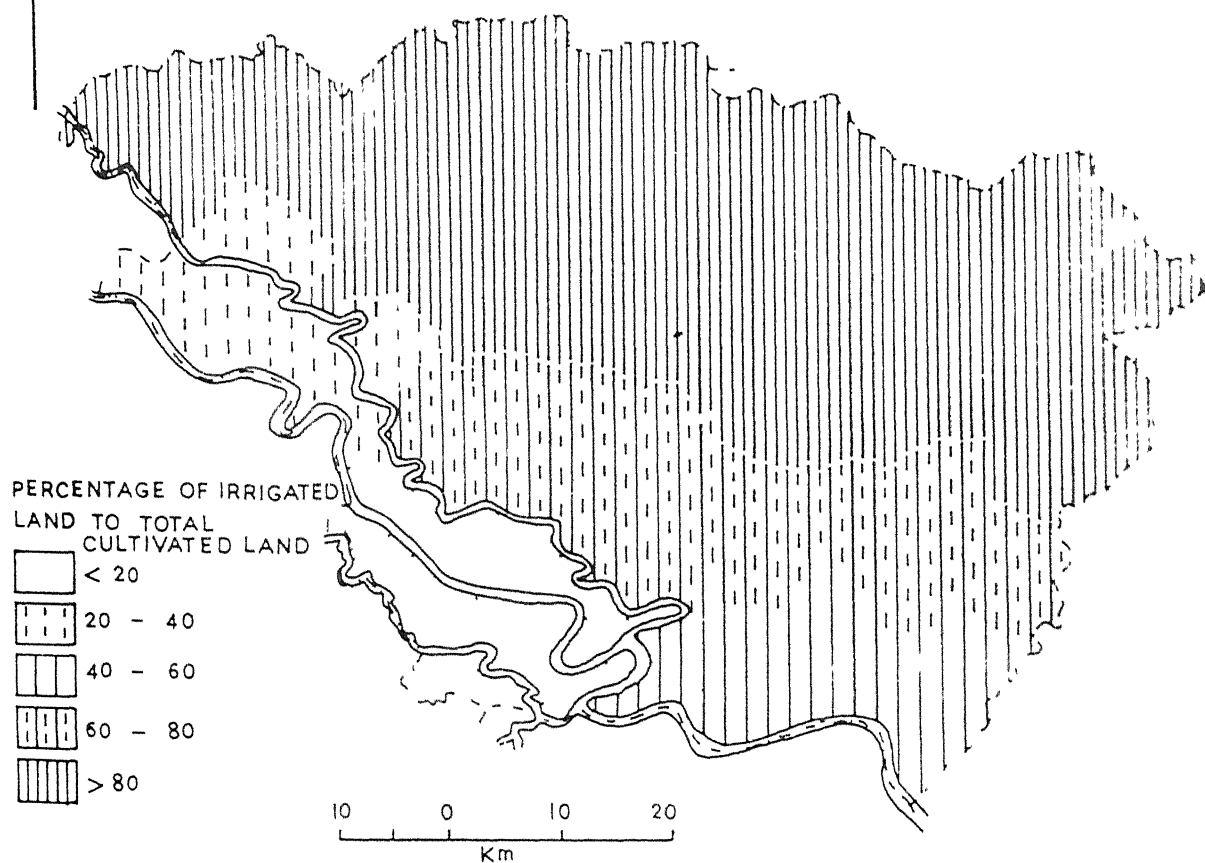 PERCENTAGE OF IRRIGATED
LAND TO TOTAL
CULTIVATED LAND
< 20
20 – 40
40 – 60
60 – 80
> 80
10 0 10 20
Km